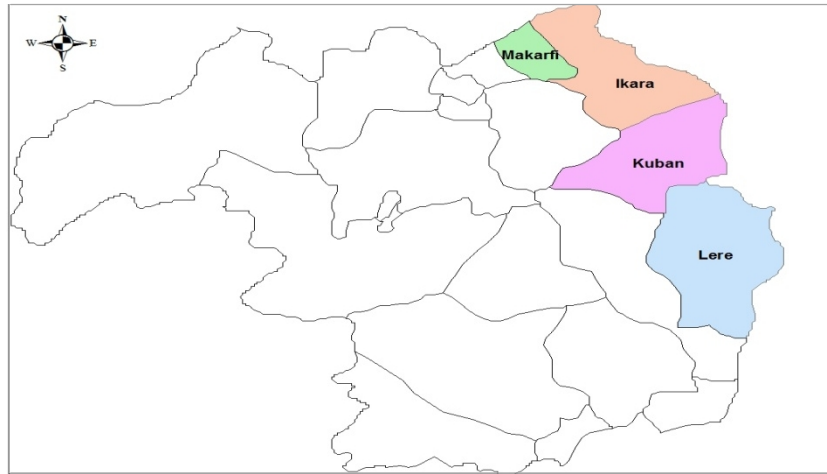 N
W E
S
Makarfi
Ikara
Kuban
Lere